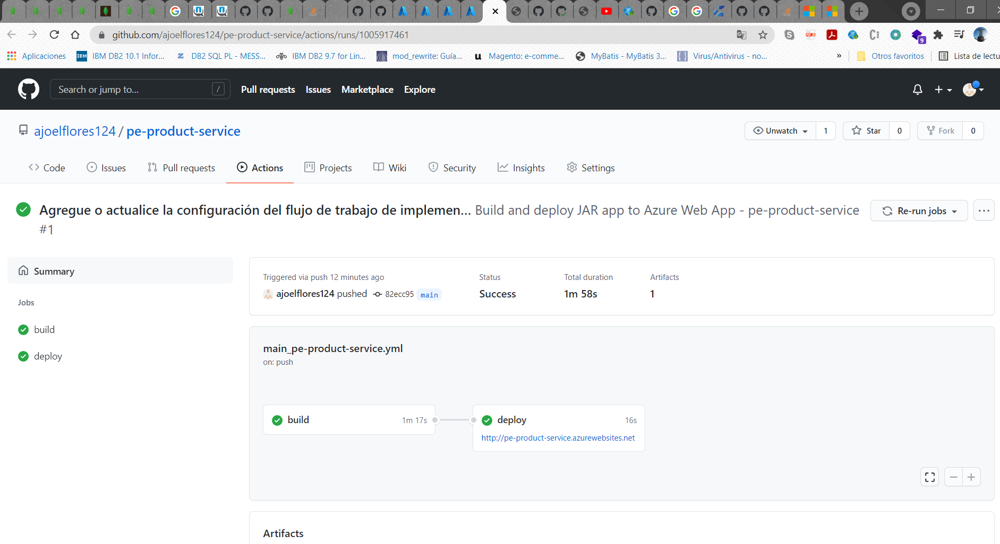 github.com/ajoelflores124/pe-product-service/actions/runs/1005917461
9
Aplicaciones IBM IBM DB2 10.1 Infor... DB2 SQL PL - MESS... IBM DB2 9.7 for Lin... mod_rewrite: Guía... Magento: e-comme... MyBatis - MyBatis 3... Virus/Antivirus - no... » Otros favoritos Lista de lectu
Search or jump to... / Pull requests Issues Marketplace Explore
ajoelflores124 / pe-product-service Unwatch 1 Star 0 Fork 0
Code Issues Pull requests Actions Projects Wiki Security Insights Settings
Agregue o actualice la configuración del flujo de trabajo de implemen... Build and deploy JAR app to Azure Web App - pe-product-service
#1
Re-run jobs
Summary
Jobs
build
deploy
Triggered via push 12 minutes ago Status Total duration Artifacts
ajoelflores124 pushed 82ecc95 main Success 1m 58s 1
main_pe-product-service.yml
on: push
build 1m 17s
deploy 16s
http://pe-product-service.azurewebsites.net
Artifacts